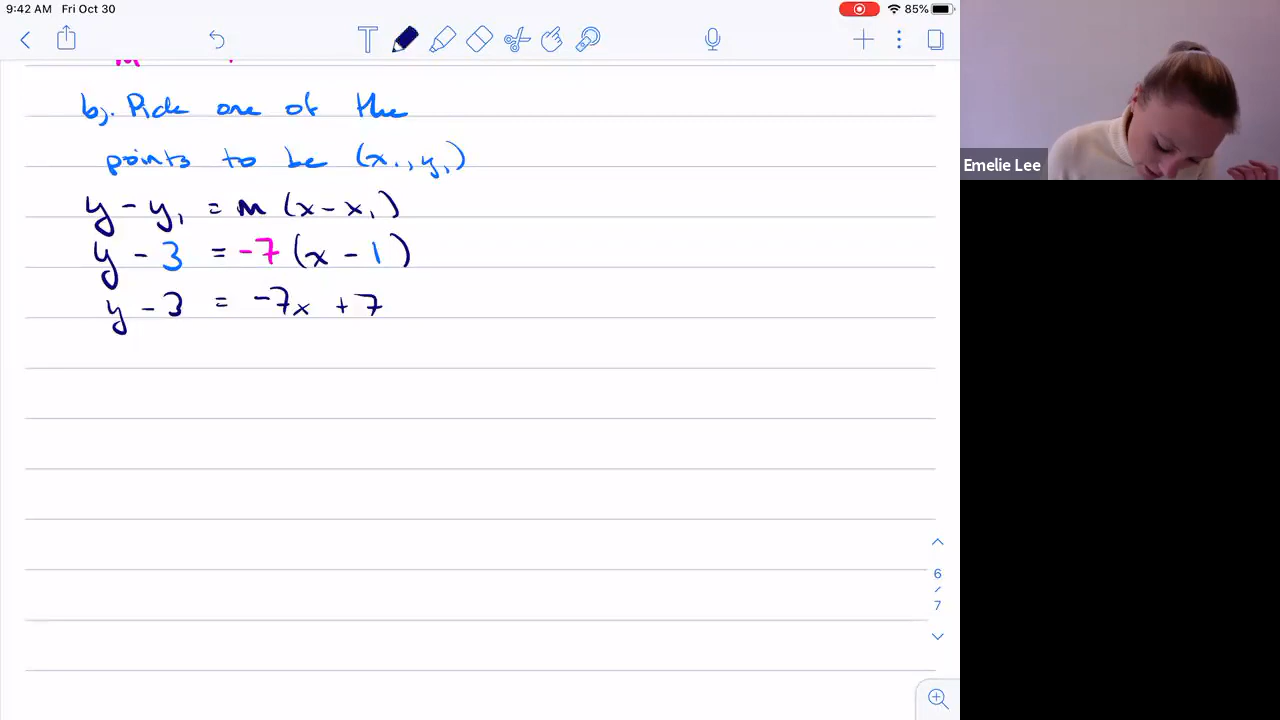 9:42 AM Fri Oct 30
85%
T
b). Pick one of the
points to be (x₁, y₁)
y - y₁ = m (x - x₁)
y - 3 = -7 (x - 1)
y - 3 = -7x + 7
6
/
7
Emelie Lee